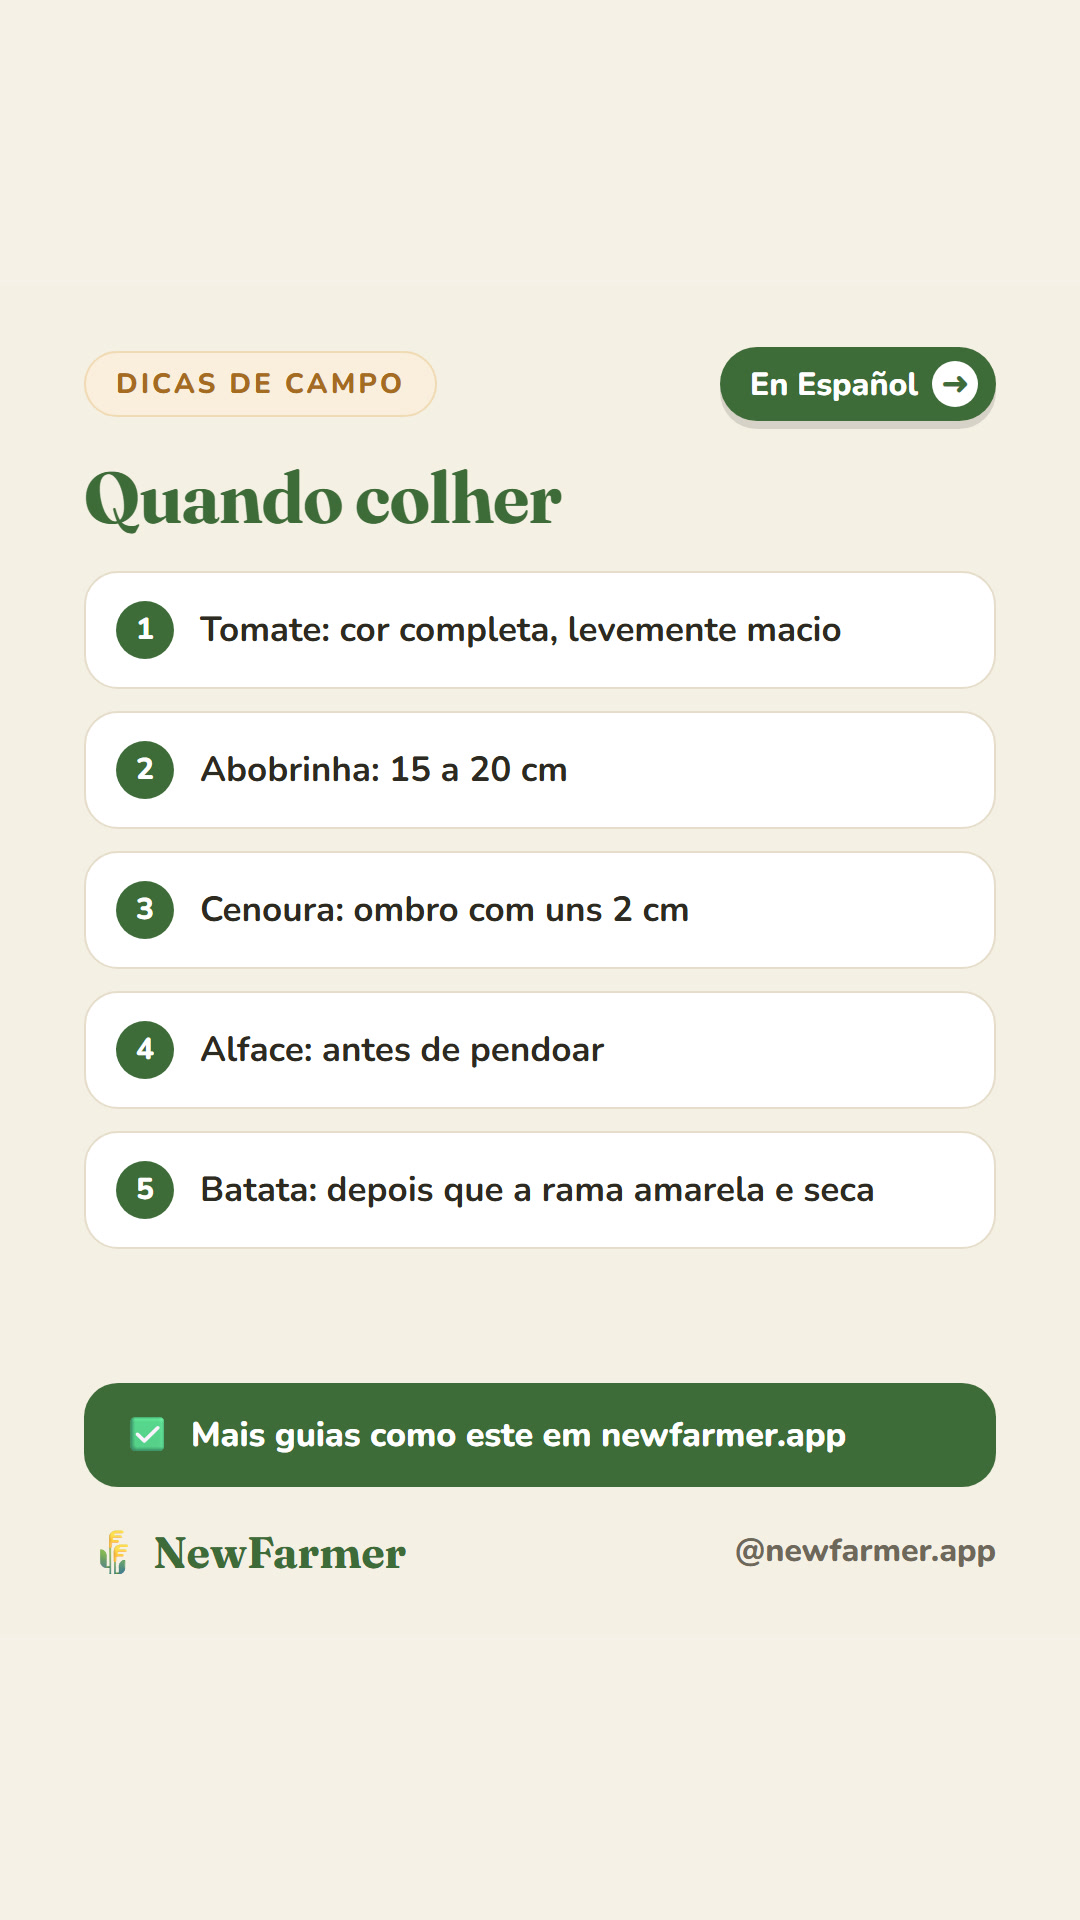 DICAS DE CAMPO
En Español
Quando colher
1 Tomate: cor completa, levemente macio
2 Abobrinha: 15 a 20 cm
3 Cenoura: ombro com uns 2 cm
4 Alface: antes de pendoar
5 Batata: depois que a rama amarela e seca
Mais guias como este em newfarmer.app
NewFarmer
@newfarmer.app